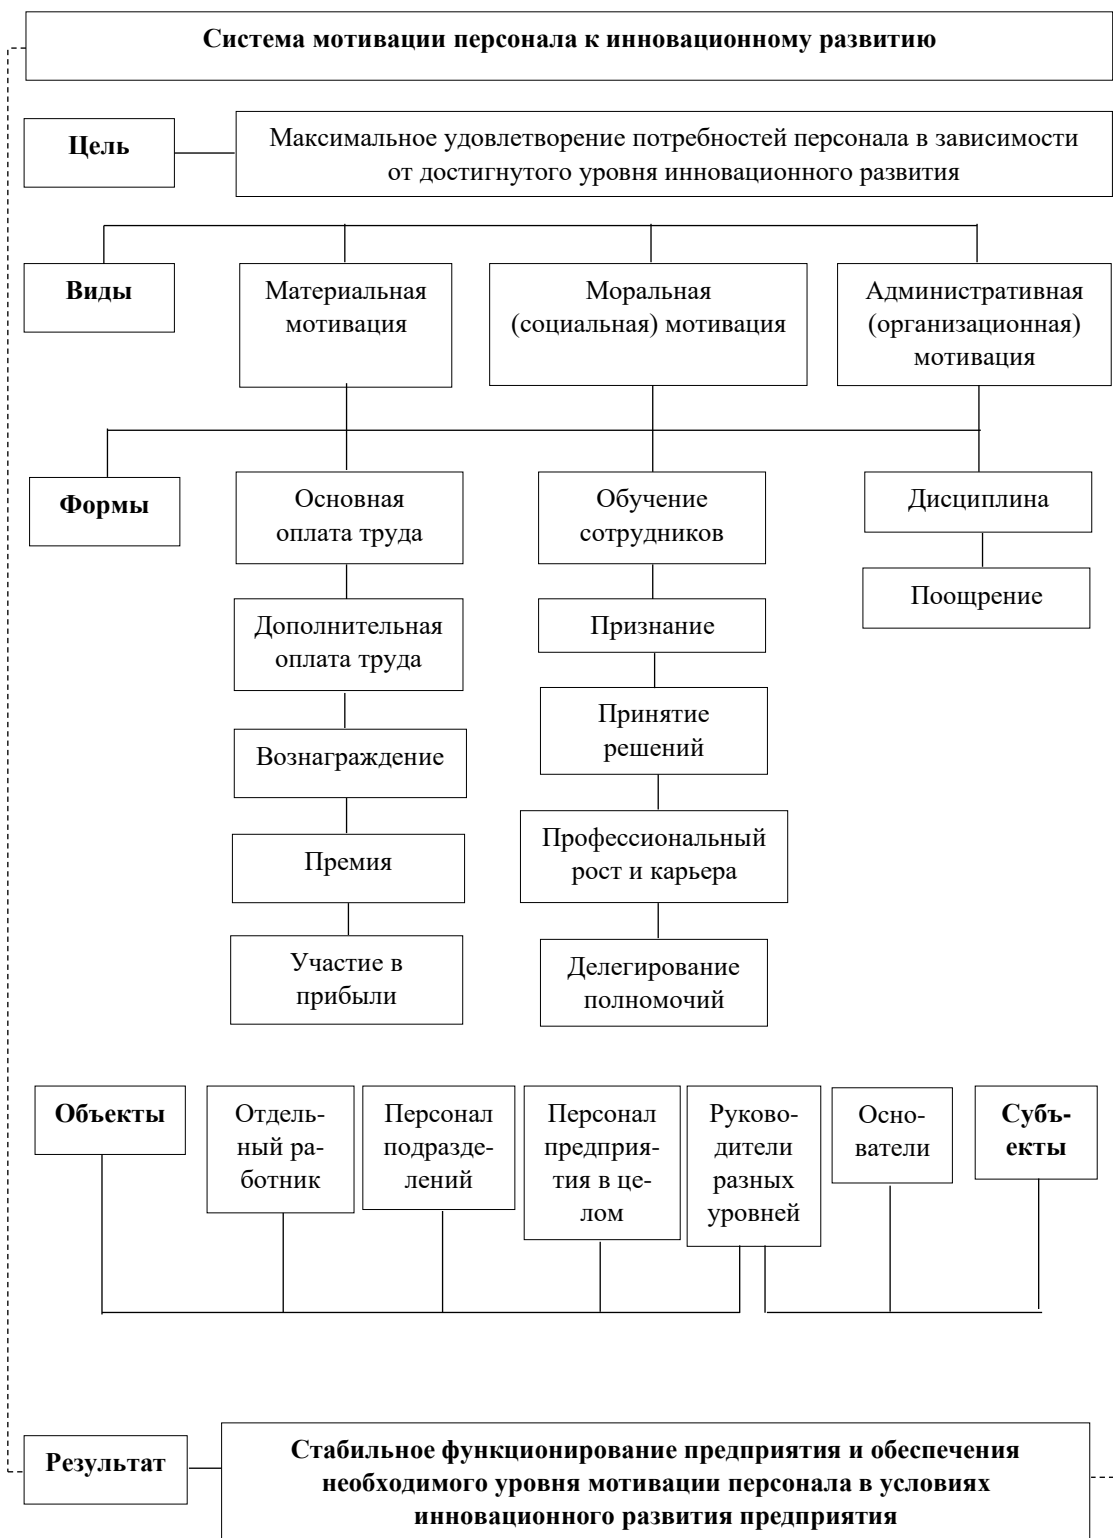 Система мотивации персонала к инновационному развитию
Цель
Максимальное удовлетворение потребностей персонала в зависимости
от достигнутого уровня инновационного развития
Виды
Материальная
мотивация
Моральная
(социальная) мотивация
Административная
(организационная)
мотивация
Формы
Основная
оплата труда
Дополнительная
оплата труда
Вознаграждение
Премия
Участие в
прибыли
Обучение
сотрудников
Признание
Принятие
решений
Профессиональный
рост и карьера
Делегирование
полномочий
Дисциплина
Поощрение
Объекты
Отдель-
ный ра-
ботник
Персонал
подразде-
лений
Персонал
предприя-
тия в це-
лом
Руково-
дители
разных
уровней
Осно-
ватели
Субъ-
екты
Результат
Стабильное функционирование предприятия и обеспечения
необходимого уровня мотивации персонала в условиях
инновационного развития предприятия